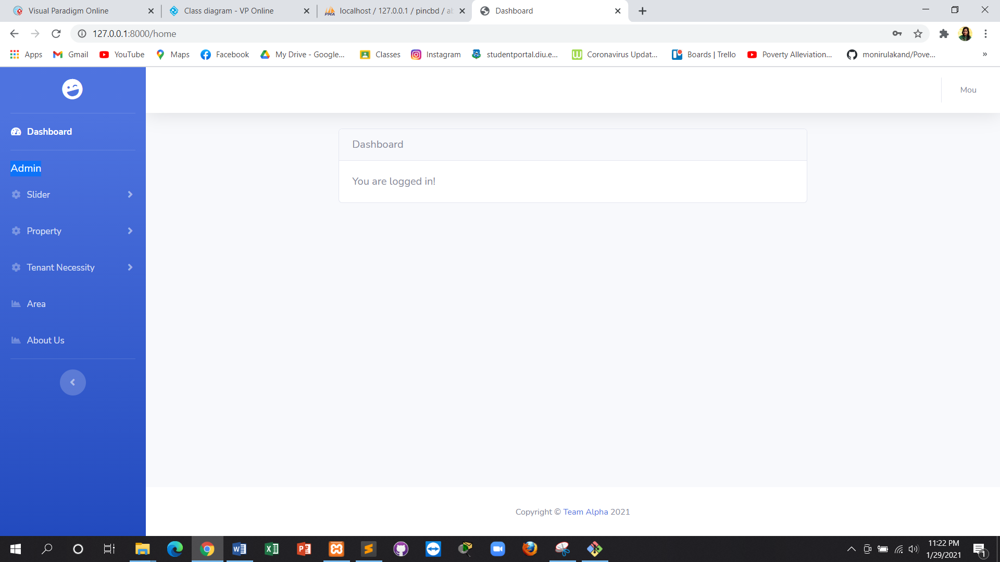 Visual Paradigm Online
Class diagram - VP Online
localhost / 127.0.0.1 / pincbd / ab
Dashboard
127.0.0.1:8000/home
Apps
Gmail
YouTube
Maps
Facebook
My Drive - Google...
Classes
Instagram
studentportal.diu.e...
Coronavirus Updat...
Boards | Trello
Poverty Alleviation...
monirulakand/Pove...
»
Mou
Dashboard
Admin
Slider
Property
Tenant Necessity
Area
About Us
Dashboard
You are logged in!
Copyright © Team Alpha 2021
11:22 PM
1/29/2021
1